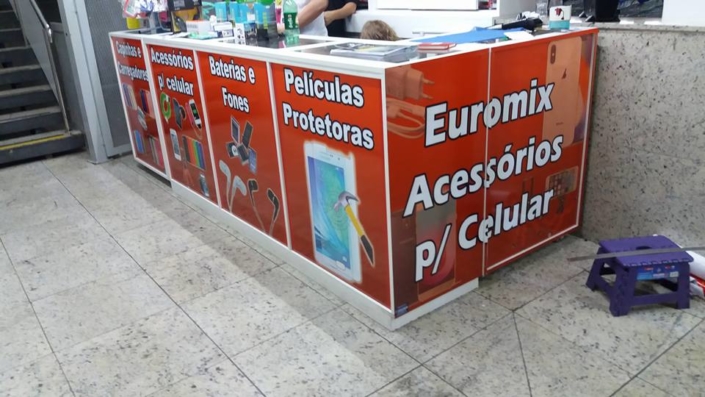 Capinhas e
Carregadores
Acessórios
p/ celular
Baterias e
Fones
Películas
Protetoras
Euromix
Acessórios
p/ Celular